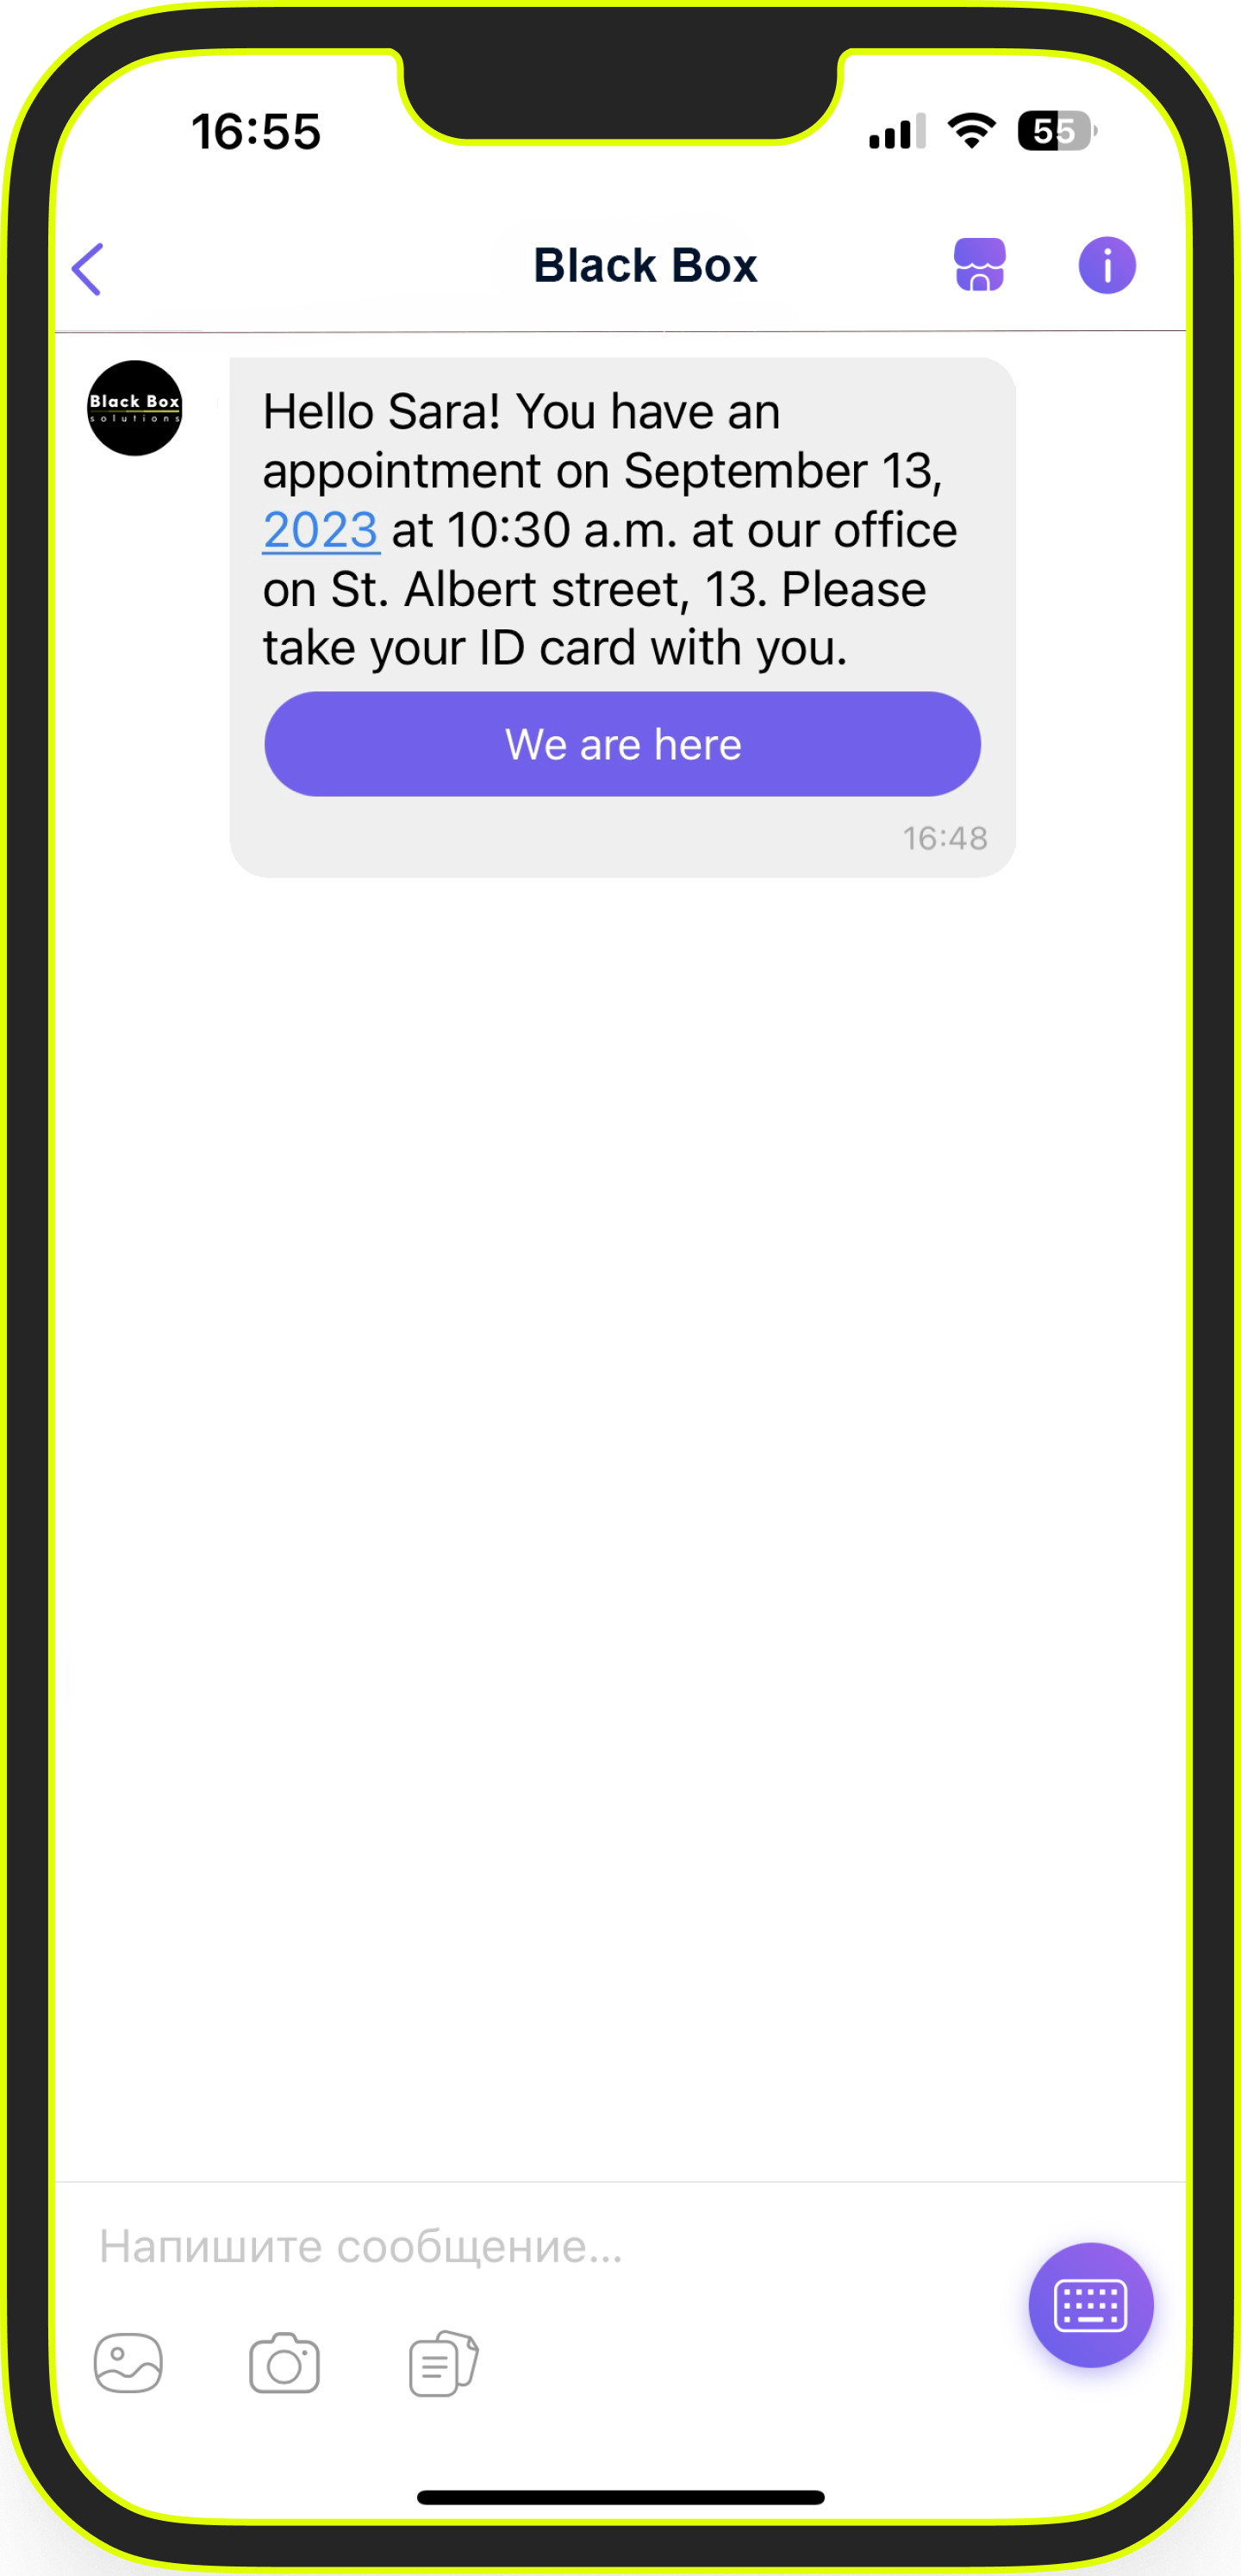 16:55
55
Black Box
Black Box
solutions
Hello Sara! You have an
appointment on September 13,
2023 at 10:30 a.m. at our office
on St. Albert street, 13. Please
take your ID card with you.
We are here
16:48
Напишите сообщение...